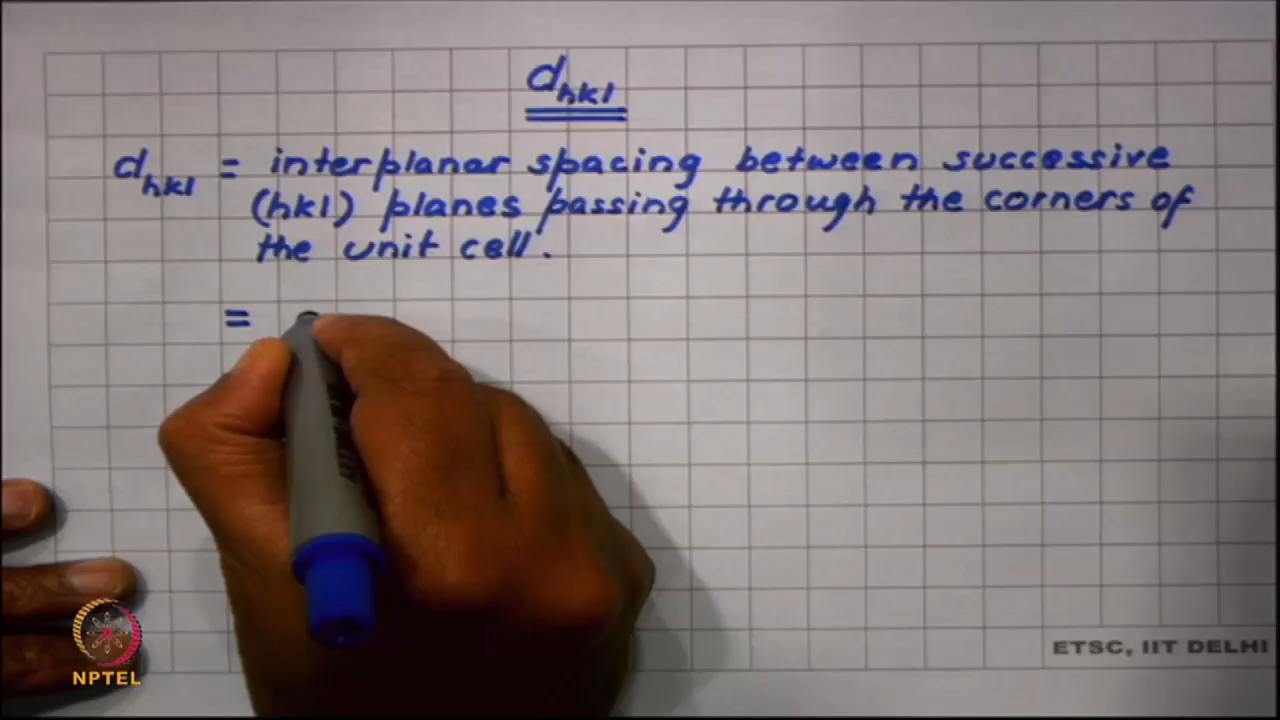 dhkl
dhkl = interplanar spacing between successive
(hkl) planes passing through the corners of
the unit cell.
=
ETSC, IIT DELHI
NPTEL